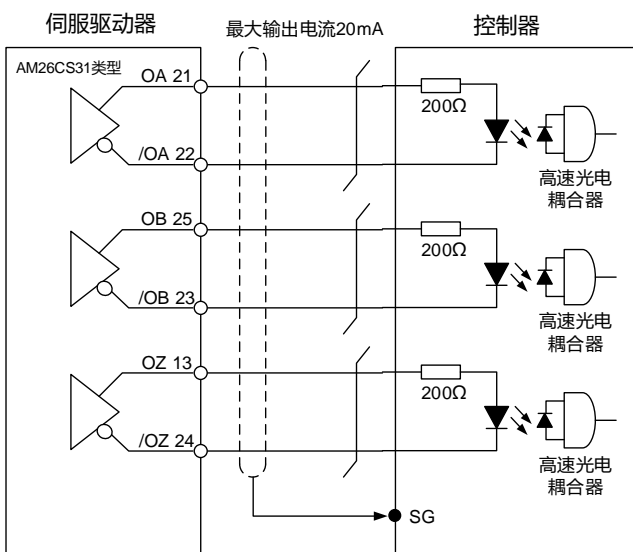 伺服驱动器
最大输出电流20mA
控制器
AM26CS31类型
OA 21
200Ω
/OA 22
高速光电
耦合器
OB 25
200Ω
/OB 23
高速光电
耦合器
OZ 13
200Ω
/OZ 24
高速光电
耦合器
SG